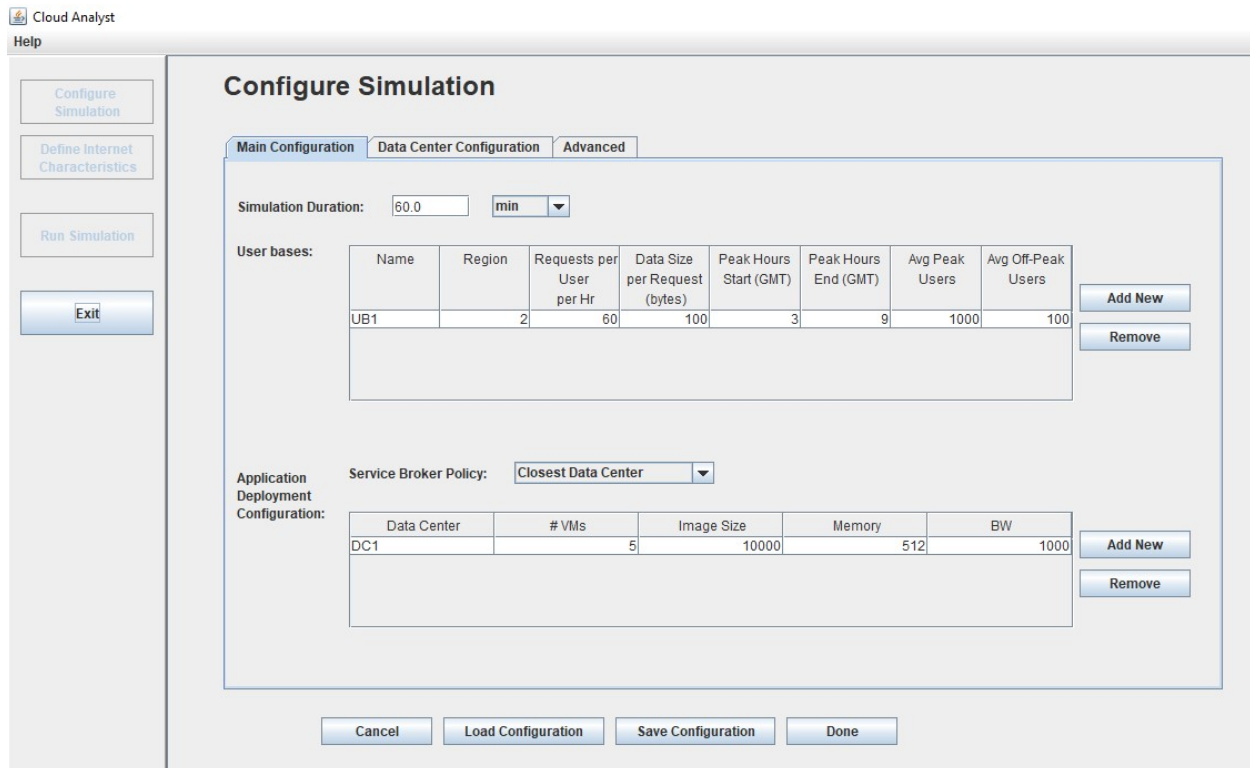 Cloud Analyst
Help
Configure
Simulation
Define Internet
Characteristics
Run Simulation
Exit
Configure Simulation
Main Configuration Data Center Configuration Advanced
Simulation Duration: 60.0 min
User bases:
Name Region Requests per User per Hr Data Size per Request (bytes) Peak Hours Start (GMT) Peak Hours End (GMT) Avg Peak Users Avg Off-Peak Users
UB1 2 60 100 3 9 1000 100
Add New
Remove
Application
Deployment
Configuration:
Service Broker Policy: Closest Data Center
Data Center # VMs Image Size Memory BW
DC1 5 10000 512 1000
Add New
Remove
Cancel Load Configuration Save Configuration Done